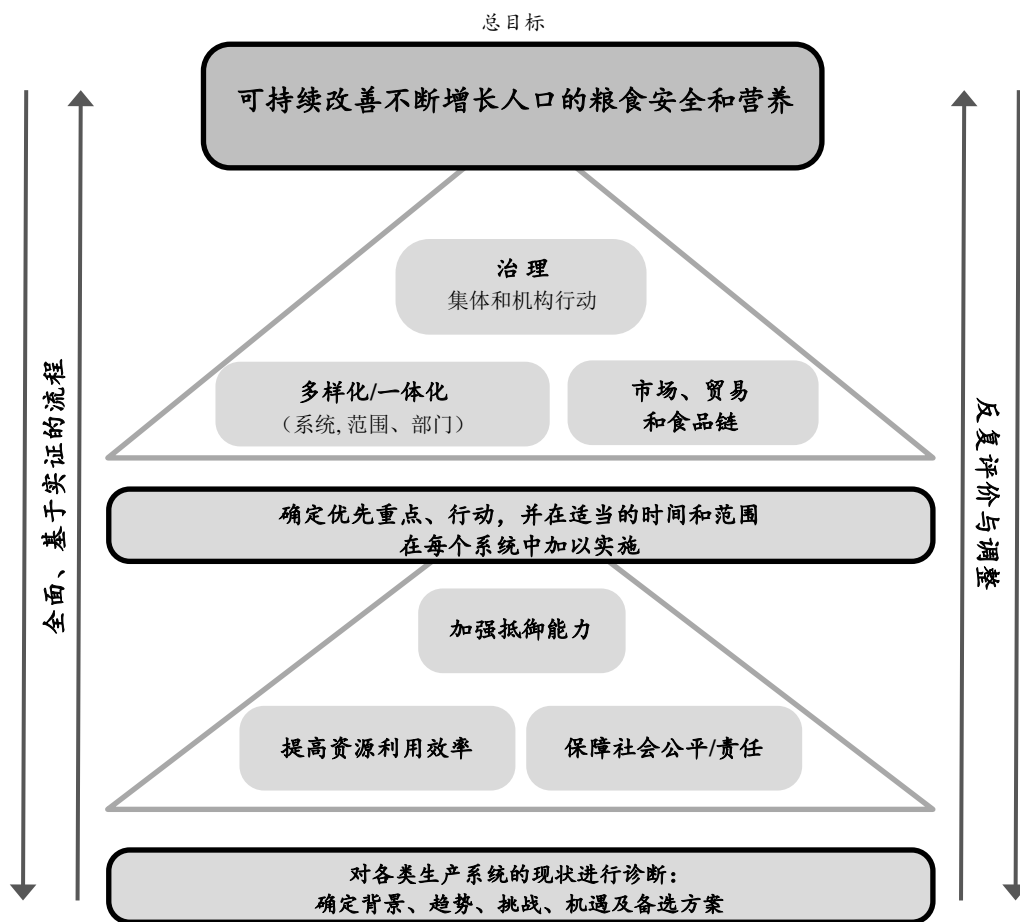 总目标
可持续改善不断增长人口的粮食安全和营养
治理
集体和机构行动
多样化/一体化
（系统, 范围、部门）
市场、贸易
和食品链
确定优先重点、行动，并在适当的时间和范围
在每个系统中加以实施
加强抵御能力
提高资源利用效率
保障社会公平/责任
对各类生产系统的现状进行诊断：
确定背景、趋势、挑战、机遇及备选方案
全面、基于实证的流程
反复评价与调整